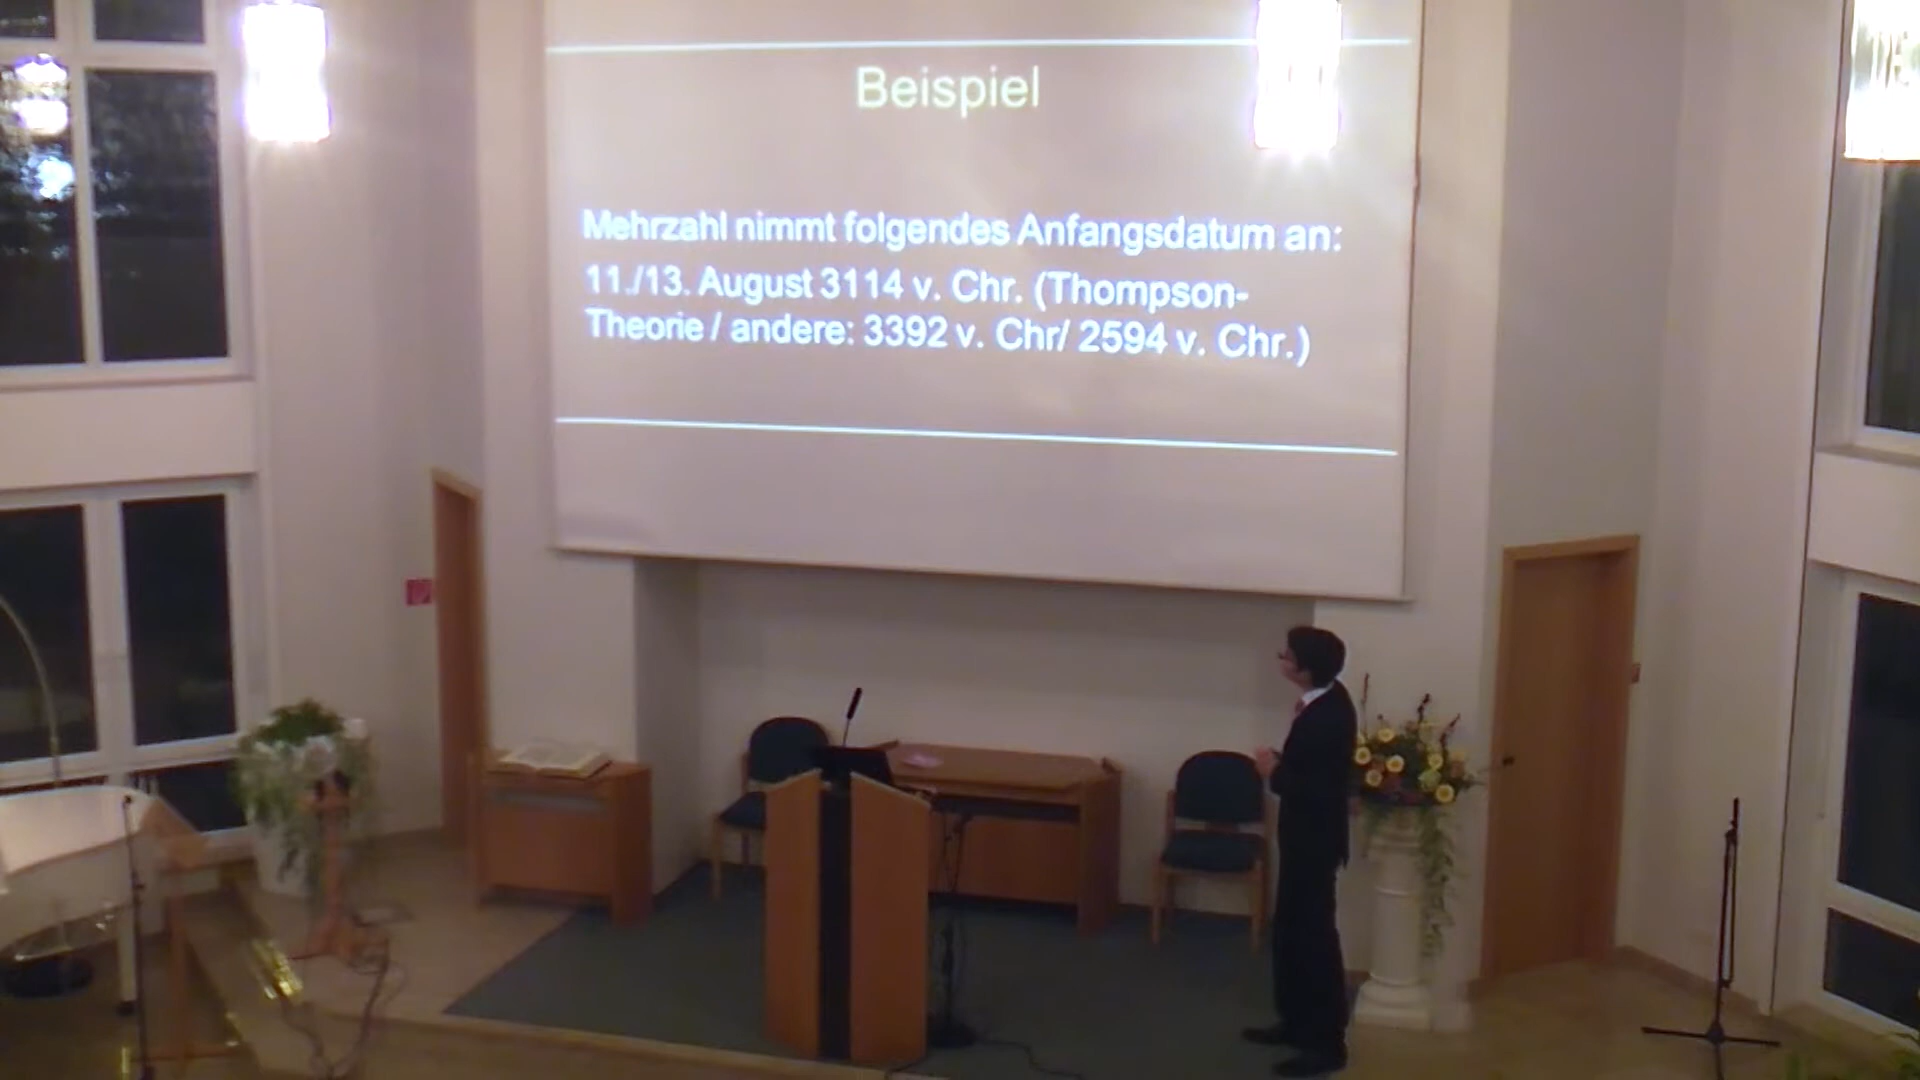 Beispiel
Mehrzahl nimmt folgendes Anfangsdatum an:
11./13. August 3114 v. Chr. (Thompson-
Theorie / andere: 3392 v. Chr/ 2594 v. Chr.)